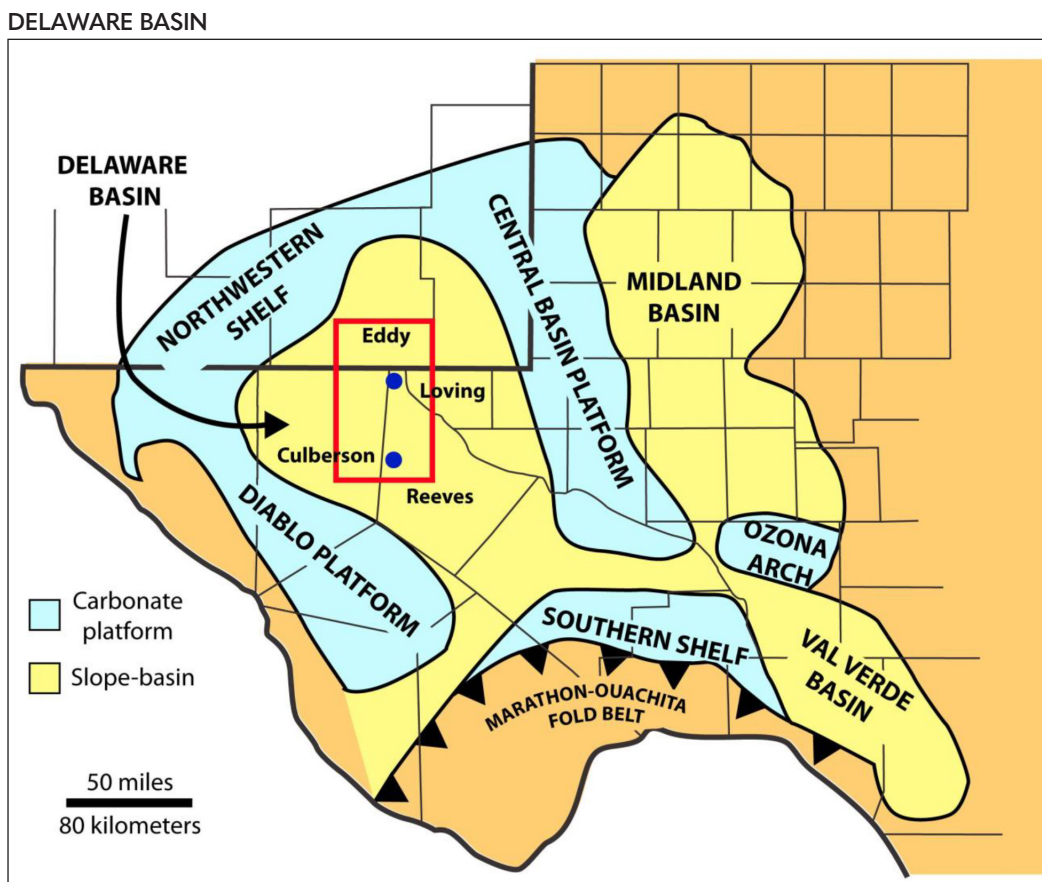 DELAWARE BASIN
DELAWARE
BASIN
NORTHWESTERN
SHELF
CENTRAL BASIN PLATFORM
MIDLAND
BASIN
Eddy
Loving
Culberson
Reeves
DIABLO PLATFORM
OZONA
ARCH
SOUTHERN SHELF
VAL VERDE
BASIN
MARATHON-OUACHITA
FOLD BELT
Carbonate
platform
Slope-basin
50 miles
80 kilometers